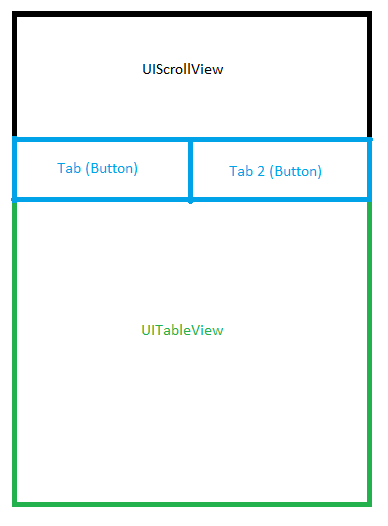 UIScrollView
Tab (Button)
Tab 2 (Button)
UITableView